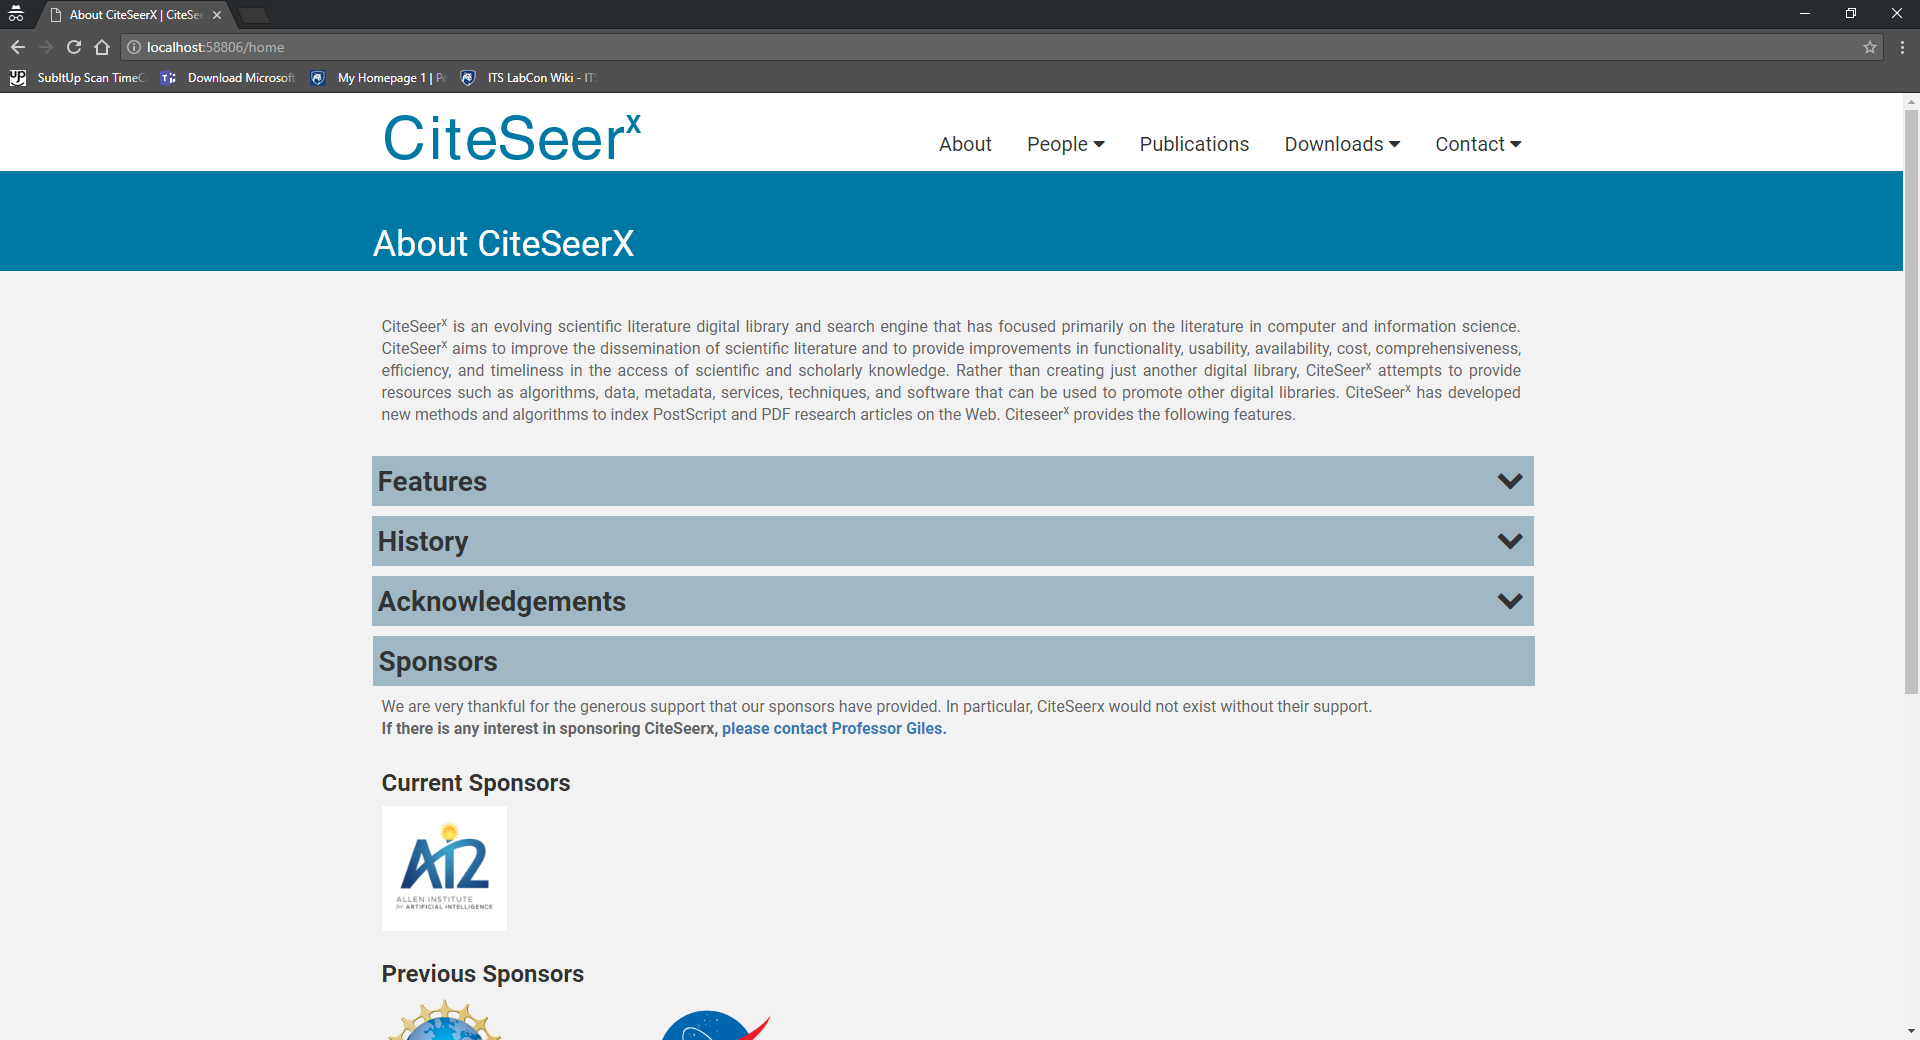 About CiteSeerX | CiteSee
localhost:58806/home
SubItUp Scan TimeC Download Microsoft My Homepage 1 | Pe ITS LabCon Wiki - IT
CiteSeerx
About People Publications Downloads Contact
About CiteSeerX
CiteSeerx is an evolving scientific literature digital library and search engine that has focused primarily on the literature in computer and information science.
CiteSeerx aims to improve the dissemination of scientific literature and to provide improvements in functionality, usability, availability, cost, comprehensiveness,
efficiency, and timeliness in the access of scientific and scholarly knowledge. Rather than creating just another digital library, CiteSeerx attempts to provide
resources such as algorithms, data, metadata, services, techniques, and software that can be used to promote other digital libraries. CiteSeerx has developed
new methods and algorithms to index PostScript and PDF research articles on the Web. Citeseerx provides the following features.
Features
History
Acknowledgements
Sponsors
We are very thankful for the generous support that our sponsors have provided. In particular, CiteSeerx would not exist without their support.
If there is any interest in sponsoring CiteSeerx, please contact Professor Giles.
Current Sponsors
AI2
ALLEN INSTITUTE
for ARTIFICIAL INTELLIGENCE
Previous Sponsors